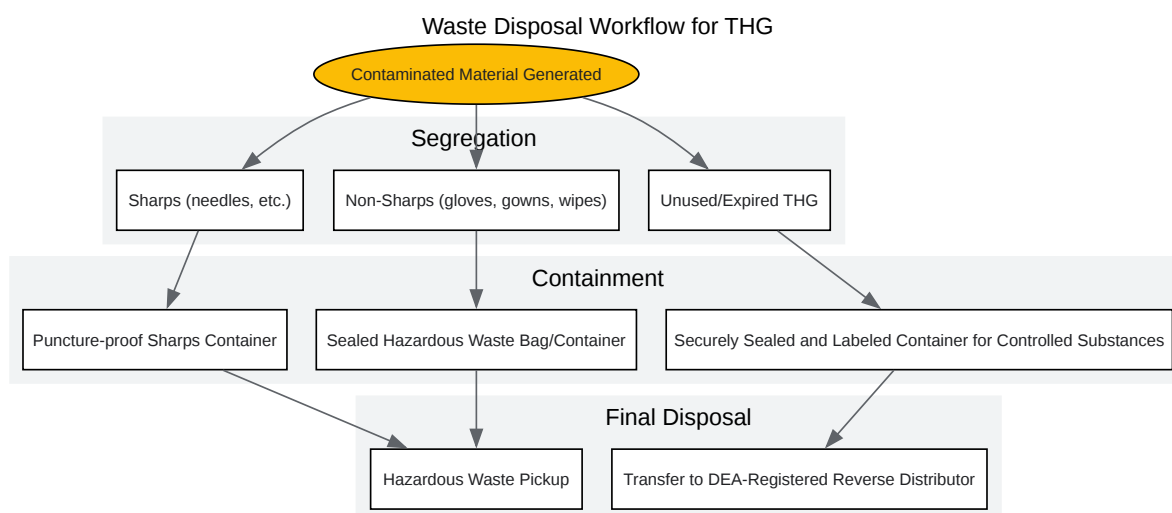 Waste Disposal Workflow for THG
Contaminated Material Generated
Segregation
Sharps (needles, etc.)
Non-Sharps (gloves, gowns, wipes)
Unused/Expired THG
Containment
Puncture-proof Sharps Container
Sealed Hazardous Waste Bag/Container
Securely Sealed and Labeled Container for Controlled Substances
Final Disposal
Hazardous Waste Pickup
Transfer to DEA-Registered Reverse Distributor